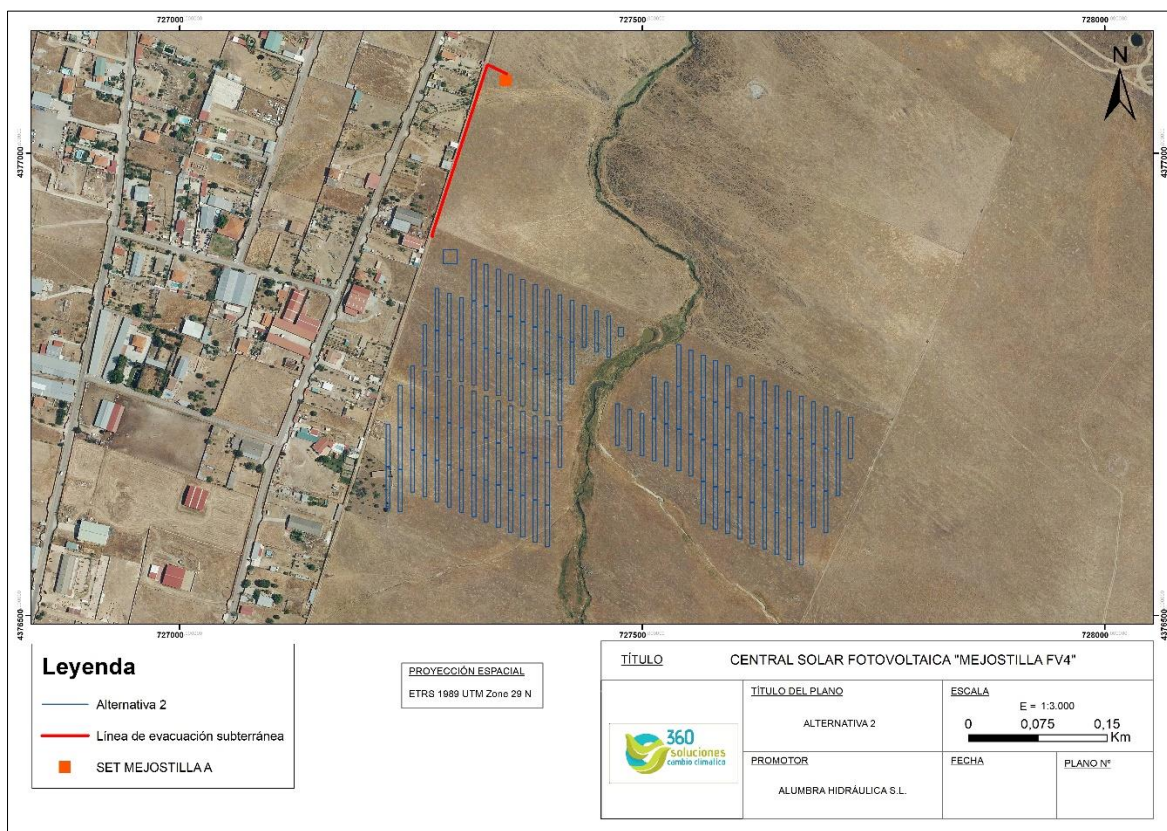 727000
727500
728000
N
4377000
4377000
4376500
4376500
727000
727500
728000
Leyenda
Alternativa 2
Línea de evacuación subterránea
SET MEJOSTILLA A
PROYECCIÓN ESPACIAL
ETRS 1989 UTM Zone 29 N
TÍTULO
CENTRAL SOLAR FOTOVOLTAICA "MEJOSTILLA FV4"
360
soluciones
cambio climatico
TÍTULO DEL PLANO
ALTERNATIVA 2
ESCALA
E = 1:3.000
0 0,075 0,15
Km
PROMOTOR
ALUMBRA HIDRÁULICA S.L.
FECHA
PLANO Nº